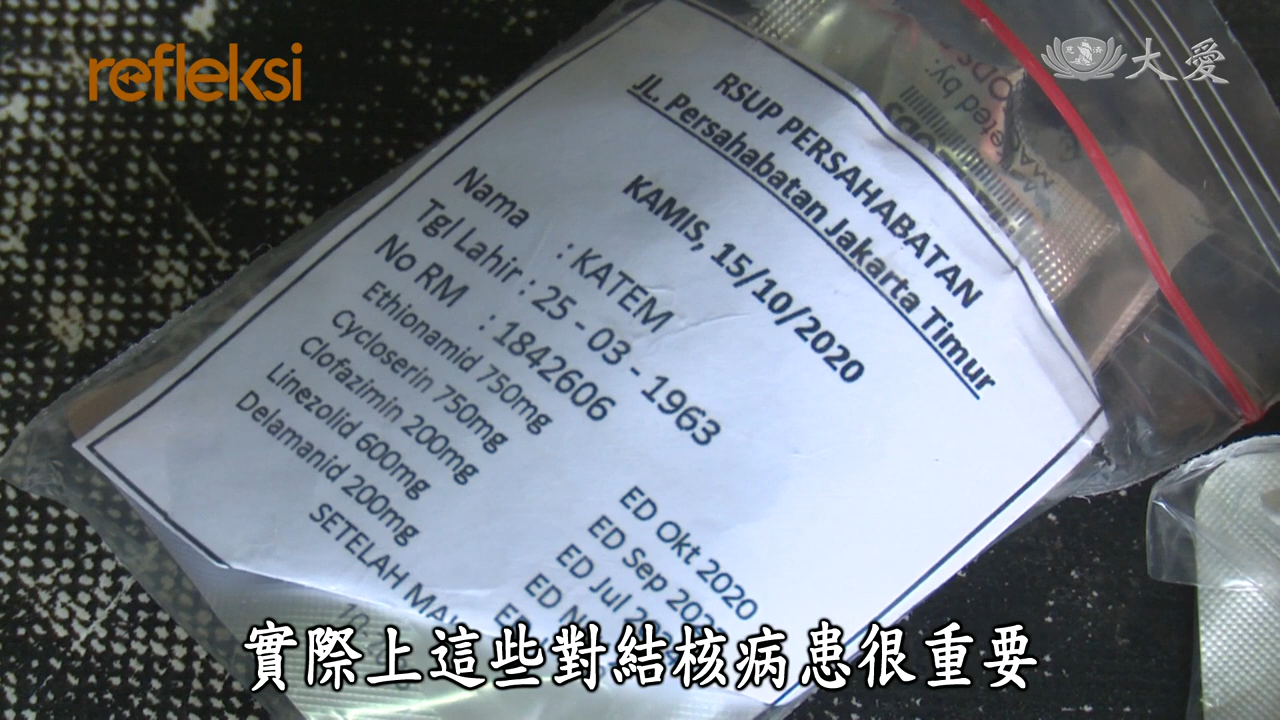 refleksi
慈濟
大愛
RSUP PERSAHABATAN
JL. Persahabatan Jakarta Timur
KAMIS, 15/10/2020
Nama : KATEM
Tgl Lahir : 25 - 03 - 1963
No RM : 1842606
Ethionamid 750mg ED Okt 2020
Cycloserin 750mg ED Sep
Clofazimin 200mg ED Jul
Linezolid 600mg ED
Delamanid 200mg
SETELAH
實際上這些對結核病患很重要